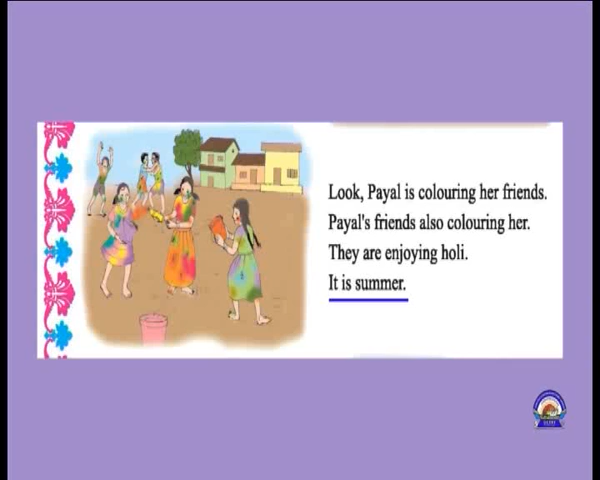 Look, Payal is colouring her friends.
Payal's friends also colouring her.
They are enjoying holi.
It is summer.